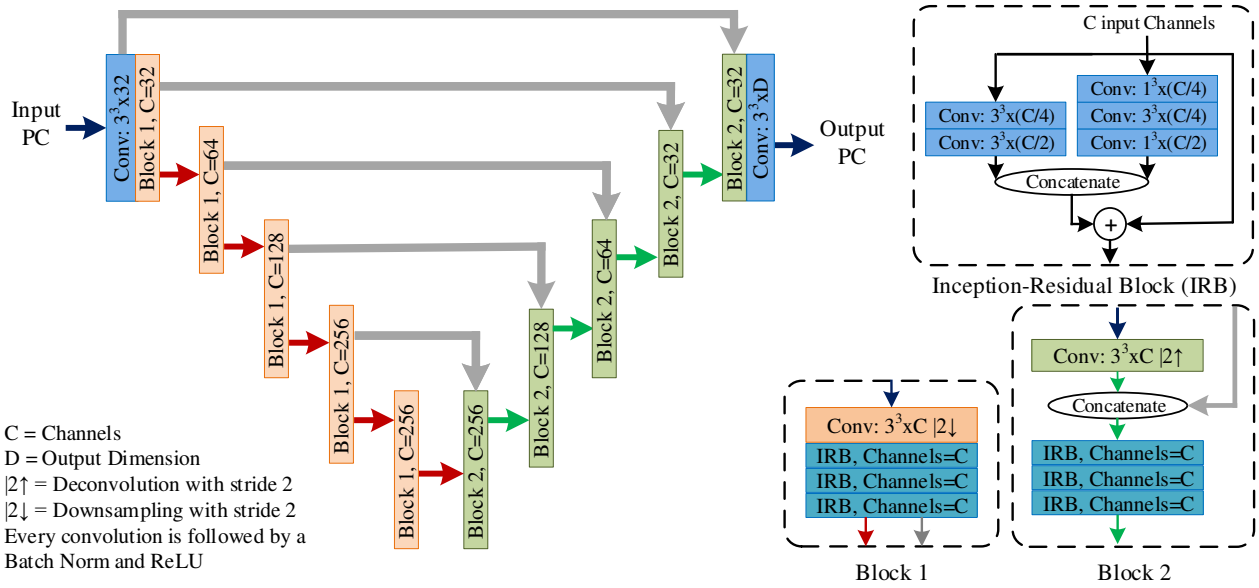 Input
PC
Conv: 3³x32
Block 1, C=32
Block 1, C=64
Block 1, C=128
Block 1, C=256
Block 1, C=256
Block 2, C=256
Block 2, C=128
Block 2, C=64
Block 2, C=32
Block 2, C=32
Conv: 3³xD
Output
PC
C = Channels
D = Output Dimension
|2↑ = Deconvolution with stride 2
|2↓ = Downsampling with stride 2
Every convolution is followed by a
Batch Norm and ReLU
C input Channels
Conv: 3³x(C/4)
Conv: 3³x(C/2)
Conv: 1³x(C/4)
Conv: 3³x(C/4)
Conv: 1³x(C/2)
Concatenate
+
Inception-Residual Block (IRB)
Conv: 3³xC |2↓
IRB, Channels=C
IRB, Channels=C
IRB, Channels=C
Block 1
Conv: 3³xC |2↑
Concatenate
IRB, Channels=C
IRB, Channels=C
IRB, Channels=C
Block 2